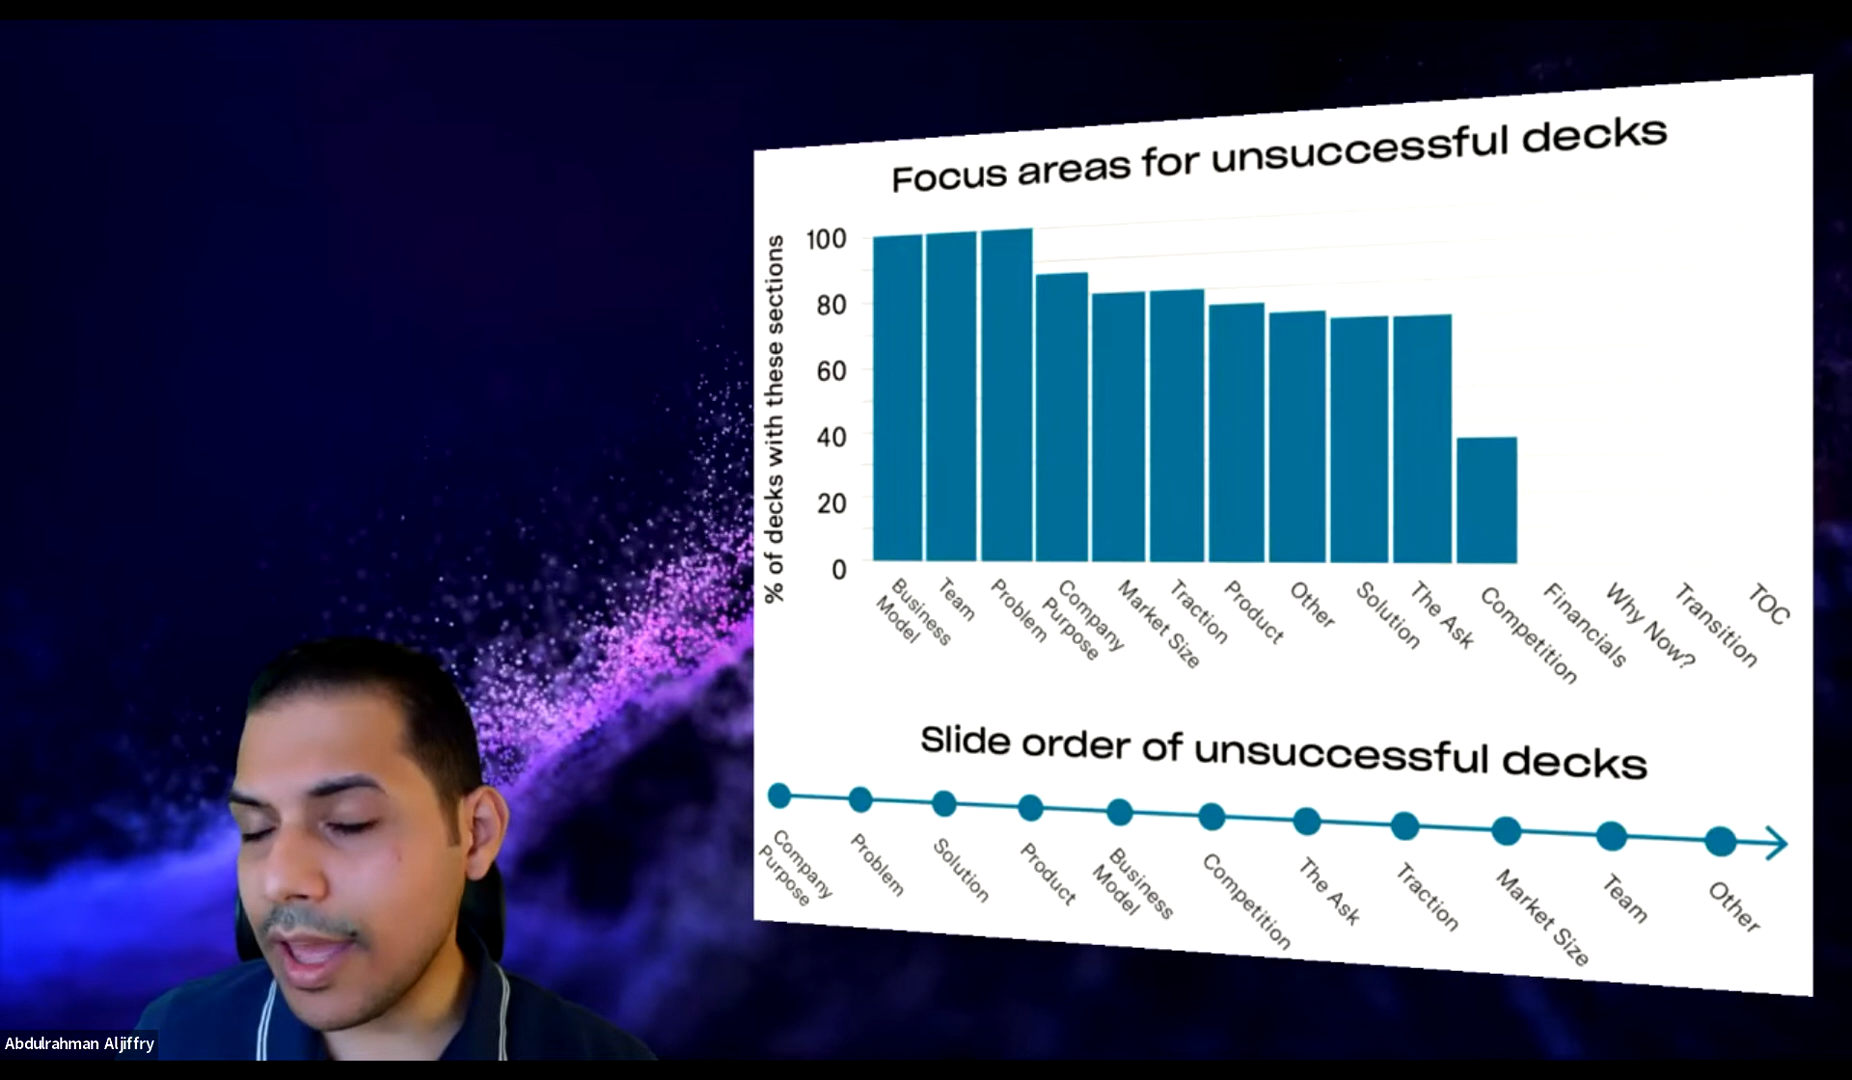 Focus areas for unsuccessful decks
% of decks with these sections
100
80
60
40
20
0
Business
Model
Team
Problem
Company
Purpose
Market Size
Traction
Product
Other
Solution
The Ask
Competition
Financials
Why Now?
Transition
TOC
Slide order of unsuccessful decks
Company
Purpose
Problem
Solution
Product
Business
Model
Competition
The Ask
Traction
Market Size
Team
Other
Abdulrahman Aljiffry